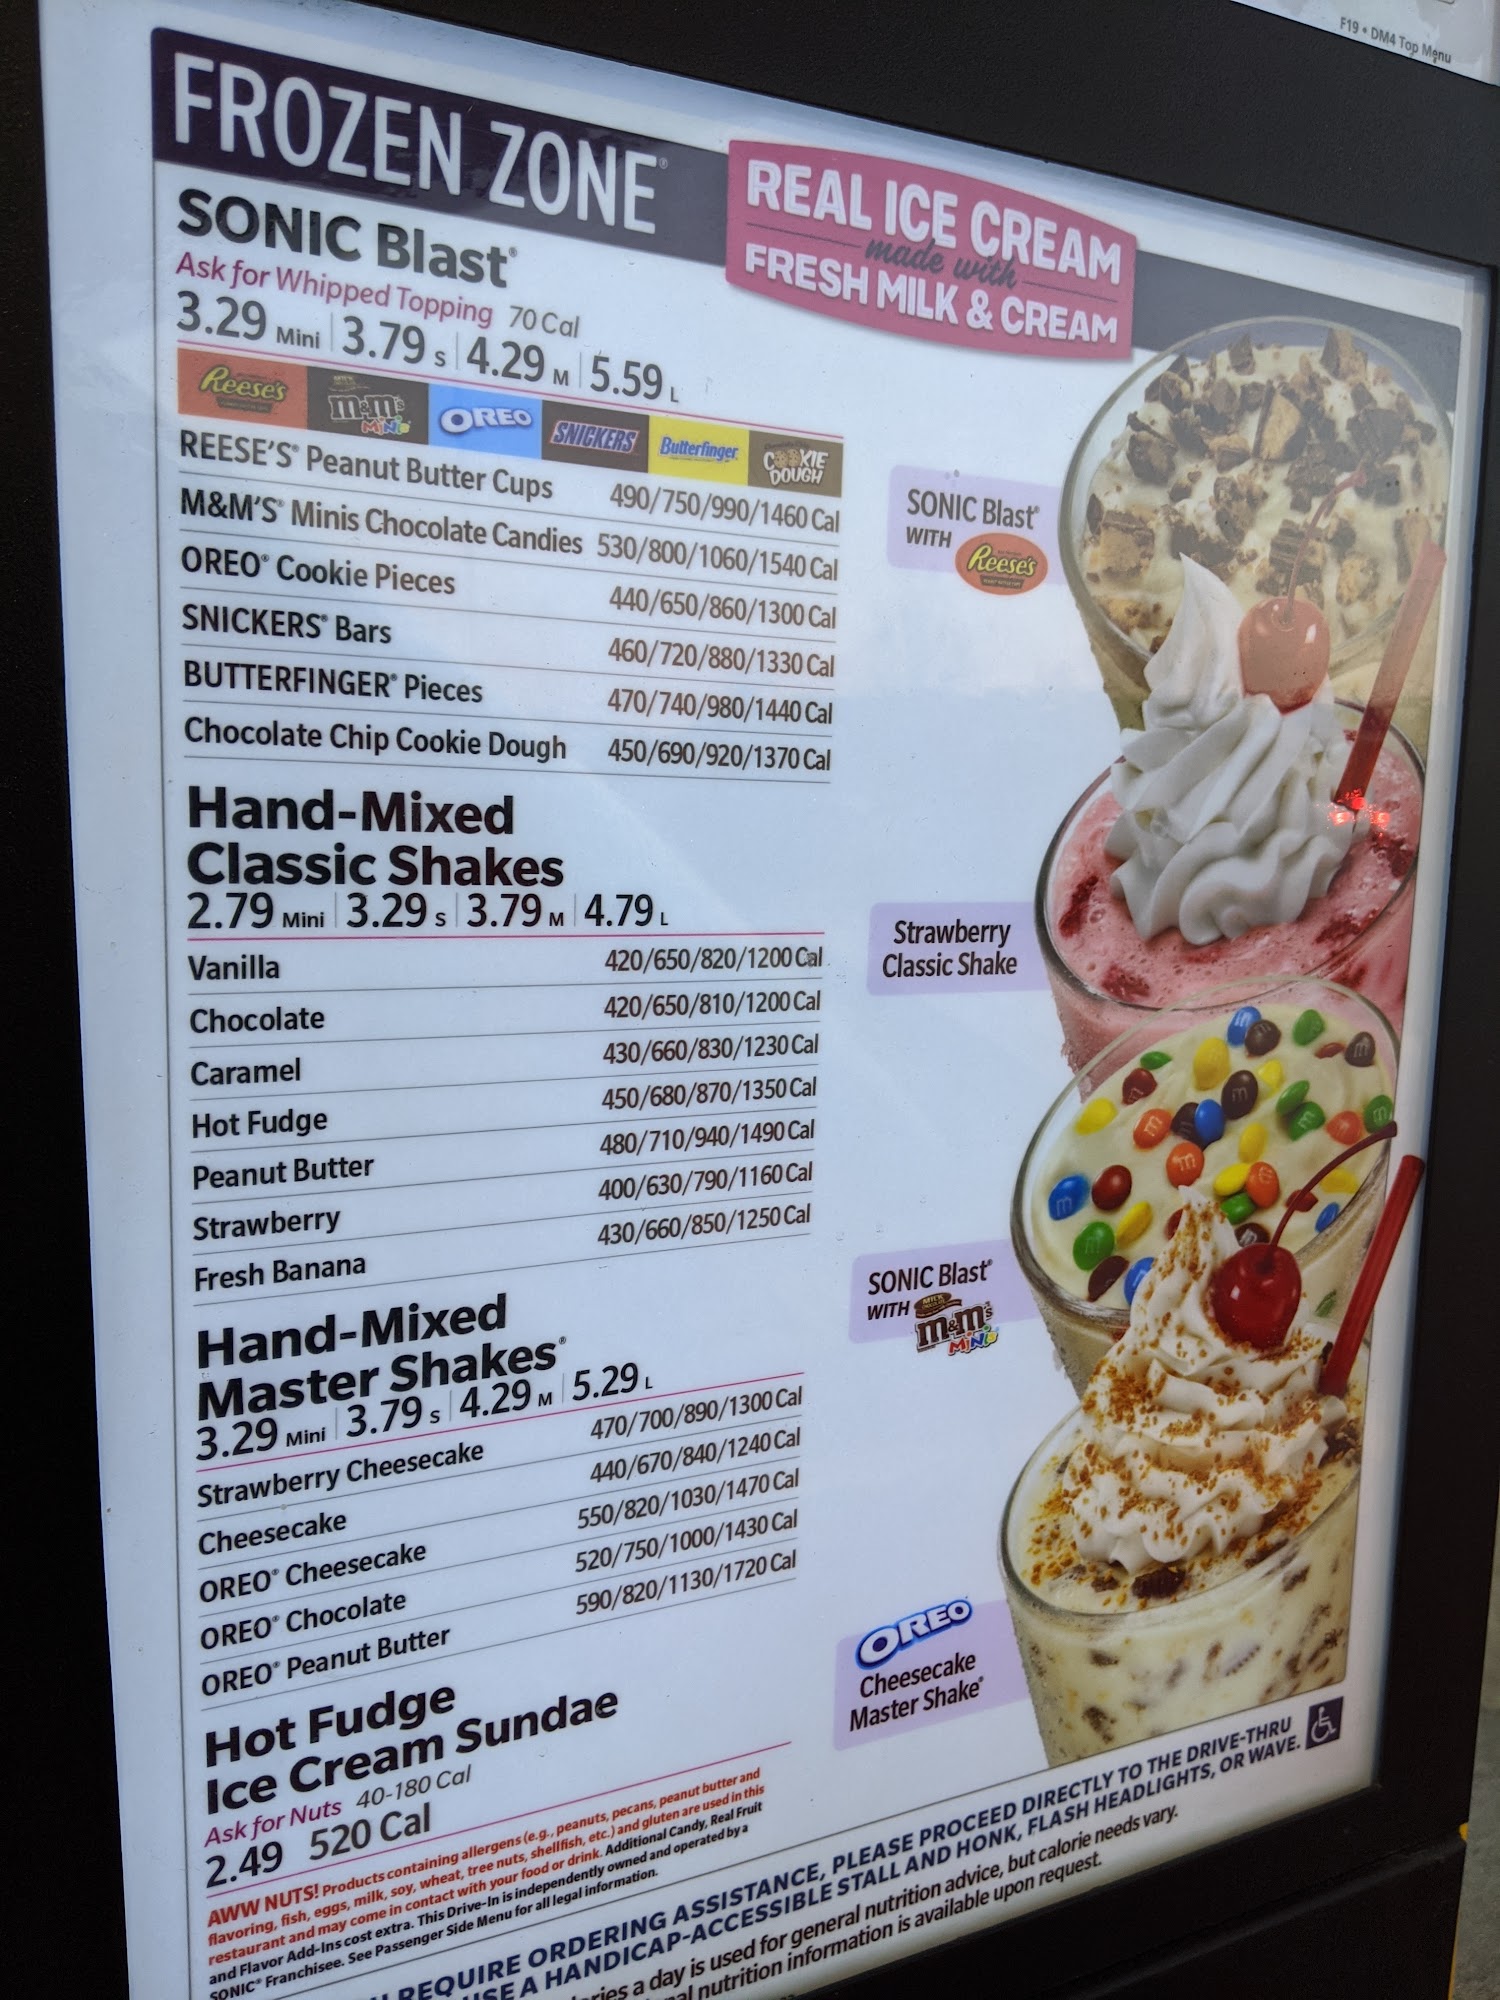 F19 • DM4 Top Menu
FROZEN ZONE®
REAL ICE CREAM
made with
FRESH MILK & CREAM
SONIC Blast®
Ask for Whipped Topping 70 Cal
3.29 Mini | 3.79 S | 4.29 M | 5.59 L
Reese's M&M'S MINIS OREO SNICKERS Butterfinger COOKIE DOUGH
REESE'S® Peanut Butter Cups 490/750/990/1460 Cal
M&M'S® Minis Chocolate Candies 530/800/1060/1540 Cal
OREO® Cookie Pieces 440/650/860/1300 Cal
SNICKERS® Bars 460/720/880/1330 Cal
BUTTERFINGER® Pieces 470/740/980/1440 Cal
Chocolate Chip Cookie Dough 450/690/920/1370 Cal
Hand-Mixed
Classic Shakes
2.79 Mini | 3.29 S | 3.79 M | 4.79 L
Vanilla 420/650/820/1200 Cal
Chocolate 420/650/810/1200 Cal
Caramel 430/660/830/1230 Cal
Hot Fudge 450/680/870/1350 Cal
Peanut Butter 480/710/940/1490 Cal
Strawberry 400/630/790/1160 Cal
Fresh Banana 430/660/850/1250 Cal
Hand-Mixed
Master Shakes®
3.29 Mini | 3.79 S | 4.29 M | 5.29 L
Strawberry Cheesecake 470/700/890/1300 Cal
Cheesecake 440/670/840/1240 Cal
OREO® Cheesecake 550/820/1030/1470 Cal
OREO® Chocolate 520/750/1000/1430 Cal
OREO® Peanut Butter 590/820/1130/1720 Cal
Hot Fudge
Ice Cream Sundae
Ask for Nuts 40-180 Cal
2.49 520 Cal
AWW NUTS! Products containing allergens (e.g., peanuts, pecans, peanut butter and
flavoring, fish, eggs, milk, soy, wheat, tree nuts, shellfish, etc.) and gluten are used in this
restaurant and may come in contact with your food or drink. Additional Candy, Real Fruit
and Flavor Add-Ins cost extra. This Drive-In is independently owned and operated by a
SONIC® Franchisee. See Passenger Side Menu for all legal information.
SONIC Blast®
WITH Reese's
Strawberry
Classic Shake
SONIC Blast®
WITH M&M'S
MINIS
OREO
Cheesecake
Master Shake®
REQUIRE ORDERING ASSISTANCE, PLEASE PROCEED DIRECTLY TO THE DRIVE-THRU
USE A HANDICAP-ACCESSIBLE STALL AND HONK, FLASH HEADLIGHTS, OR WAVE.
ries a day is used for general nutrition advice, but calorie needs vary.
nal nutrition information is available upon request.